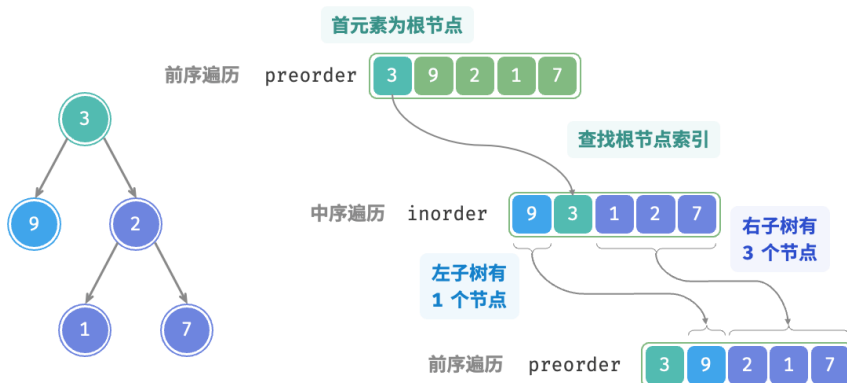 首元素为根节点
前序遍历 preorder 3 9 2 1 7
3
查找根节点索引
9 2
中序遍历 inorder 9 3 1 2 7
右子树有
3 个节点
左子树有
1 个节点
1 7
前序遍历 preorder 3 9 2 1 7